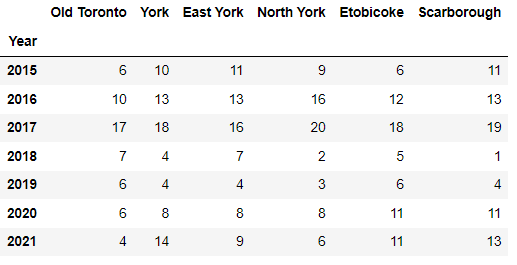 Old Toronto York East York North York Etobicoke Scarborough
Year
2015 6 10 11 9 6 11
2016 10 13 13 16 12 13
2017 17 18 16 20 18 19
2018 7 4 7 2 5 1
2019 6 4 4 3 6 4
2020 6 8 8 8 11 11
2021 4 14 9 6 11 13